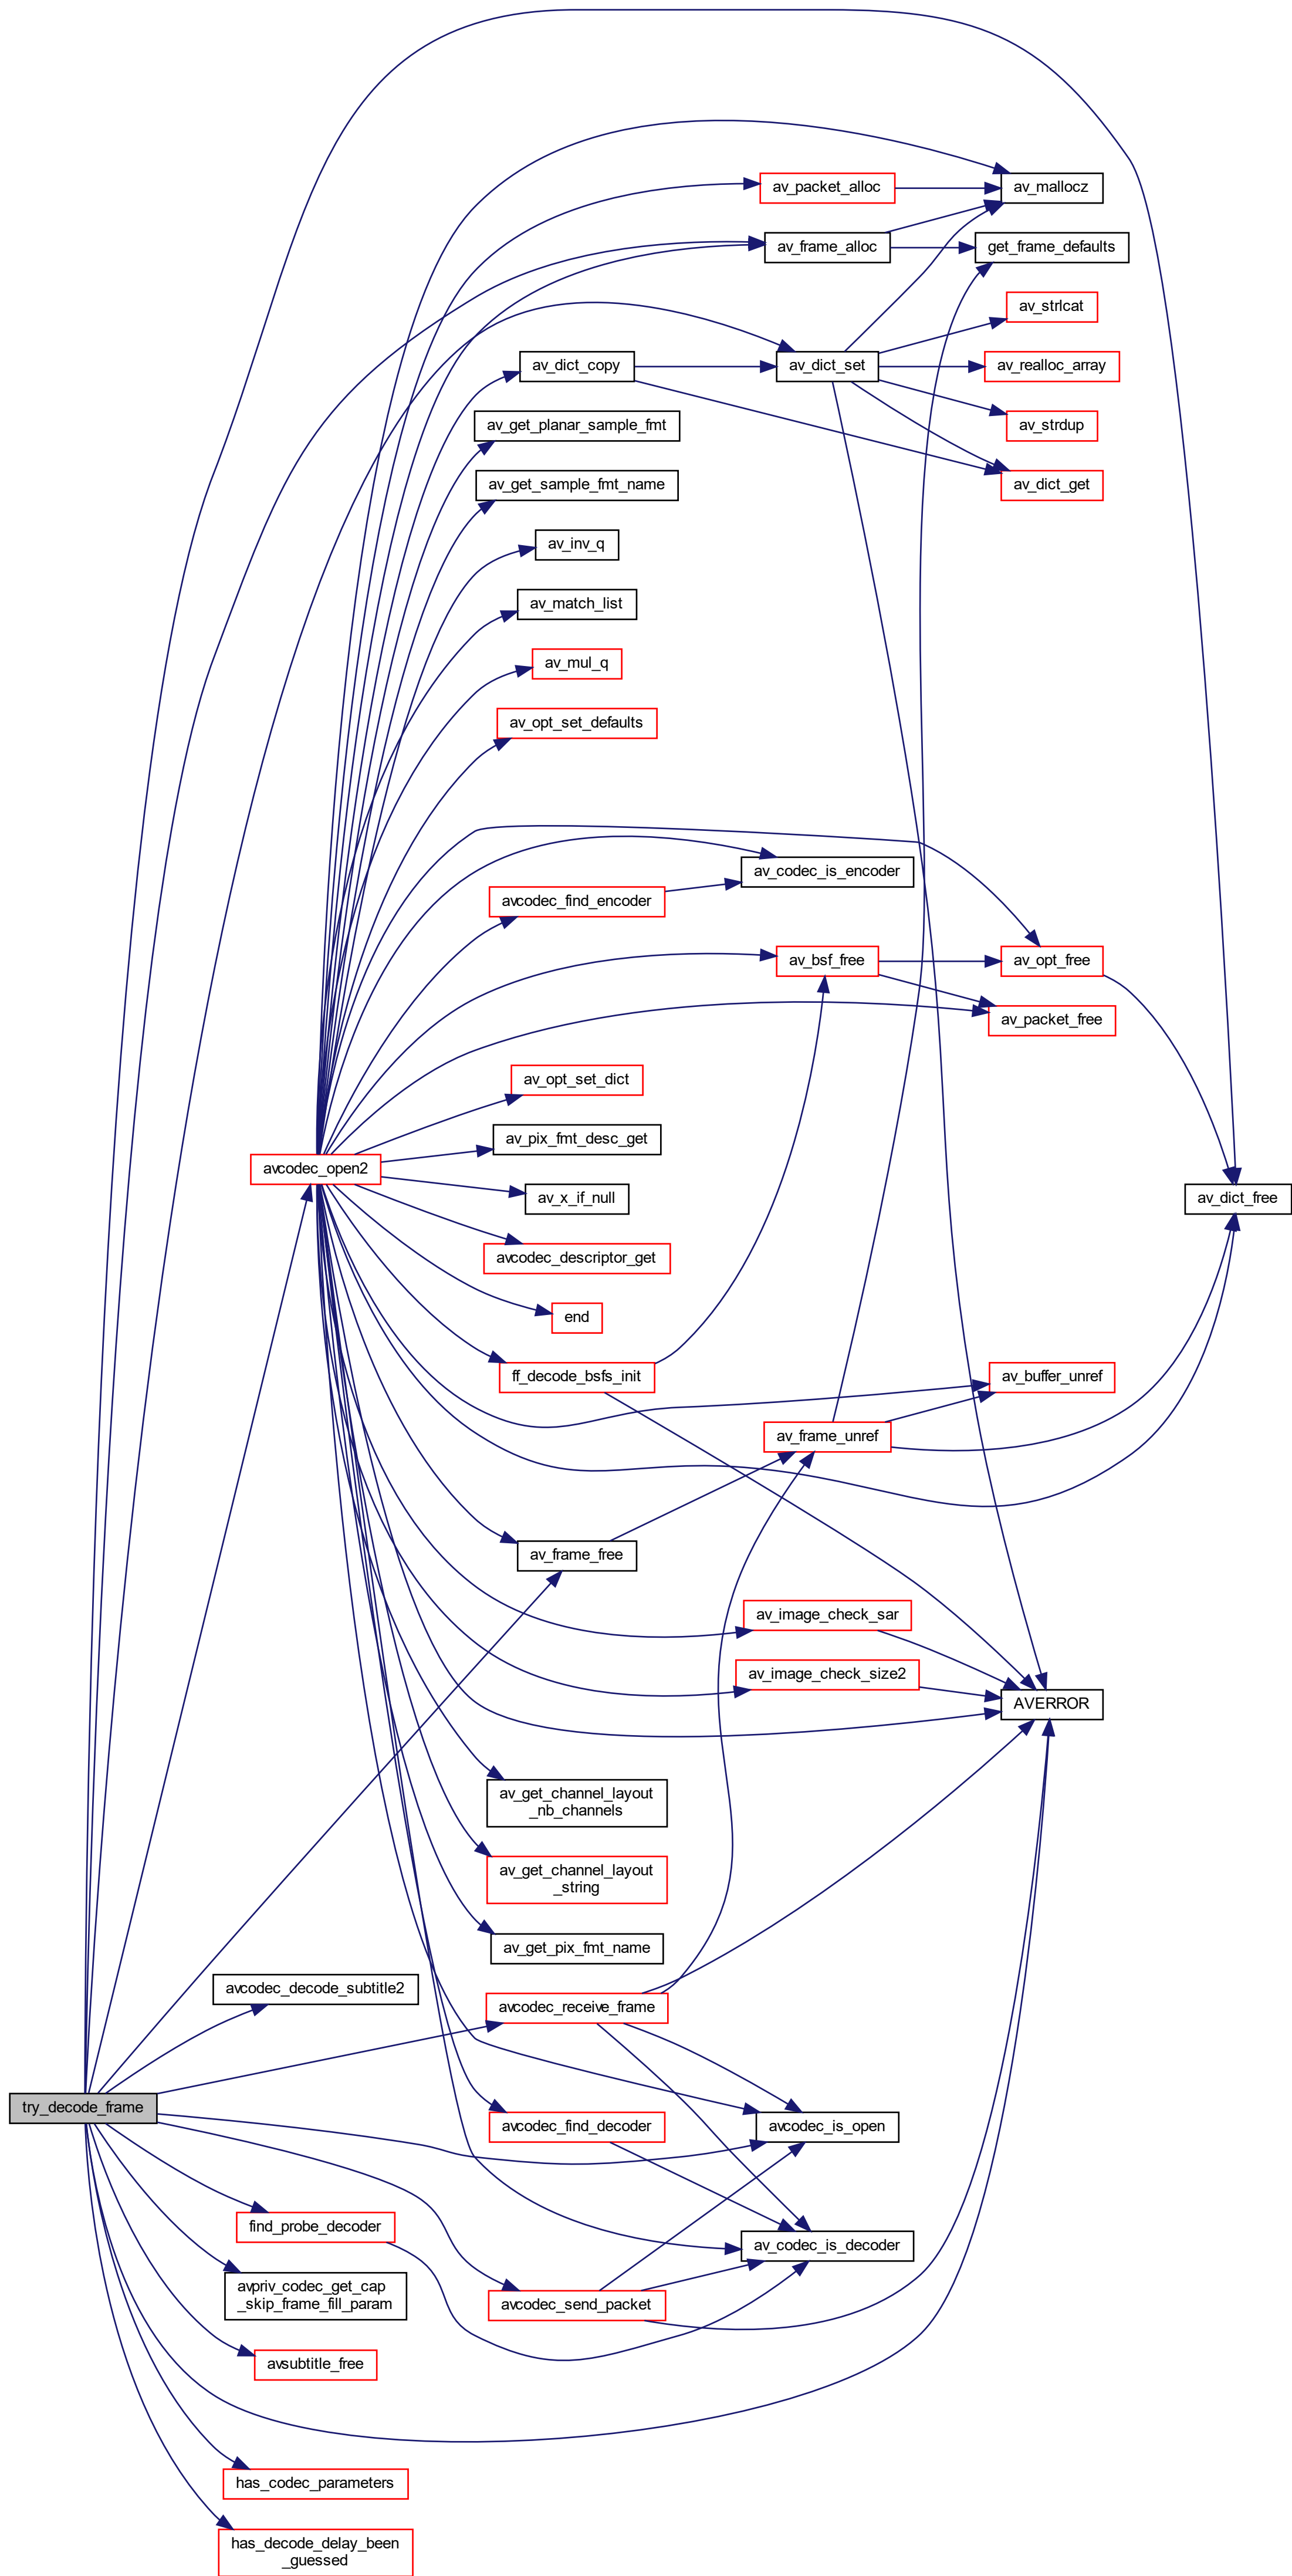 av_packet_alloc
av_mallocz
av_frame_alloc
get_frame_defaults
av_strlcat
av_dict_copy
av_dict_set
av_realloc_array
av_get_planar_sample_fmt
av_strdup
av_get_sample_fmt_name
av_dict_get
av_inv_q
av_match_list
av_mul_q
av_opt_set_defaults
av_codec_is_encoder
avcodec_find_encoder
av_bsf_free
av_opt_free
av_packet_free
av_opt_set_dict
av_pix_fmt_desc_get
avcodec_open2
av_x_if_null
av_dict_free
avcodec_descriptor_get
end
ff_decode_bsfs_init
av_buffer_unref
av_frame_unref
av_frame_free
av_image_check_sar
av_image_check_size2
AVERROR
av_get_channel_layout
_nb_channels
av_get_channel_layout
_string
av_get_pix_fmt_name
avcodec_decode_subtitle2
avcodec_receive_frame
try_decode_frame
avcodec_find_decoder
avcodec_is_open
find_probe_decoder
av_codec_is_decoder
avpriv_codec_get_cap
_skip_frame_fill_param
avcodec_send_packet
avsubtitle_free
has_codec_parameters
has_decode_delay_been
_guessed